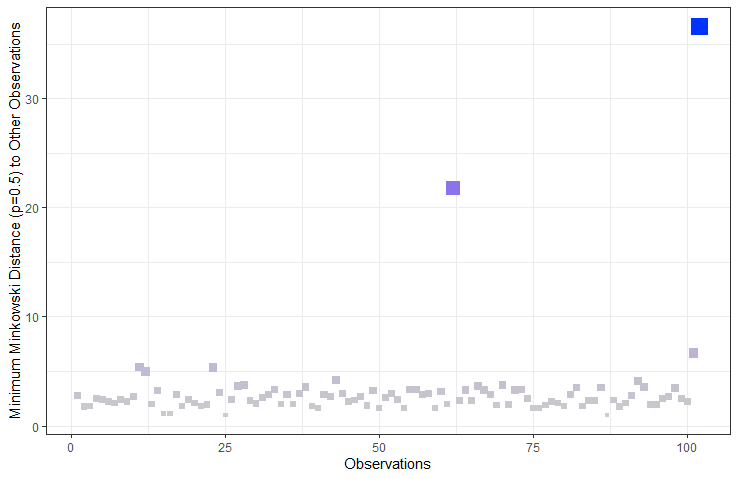 Minimum Minkowski Distance (p=0.5) to Other Observations
30
20
10
0
0 25 50 75 100
Observations